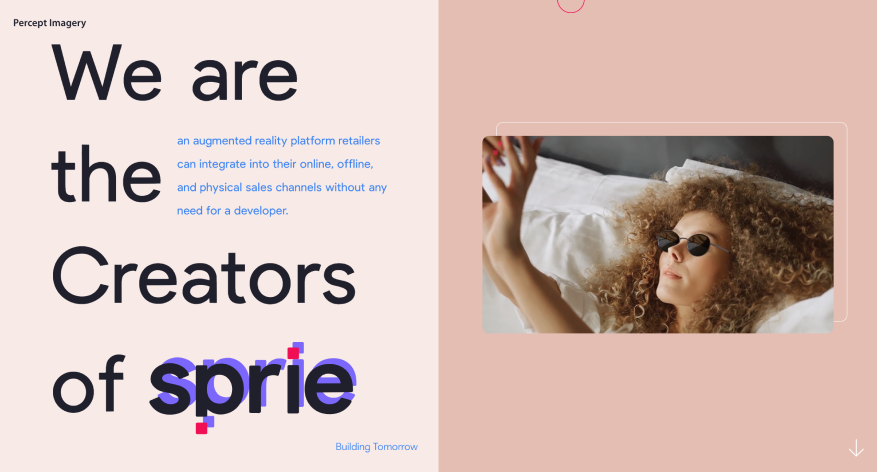 Percept Imagery
We are
the
an augmented reality platform retailers
can integrate into their online, offline,
and physical sales channels without any
need for a developer.
Creators
of sprie
Building Tomorrow